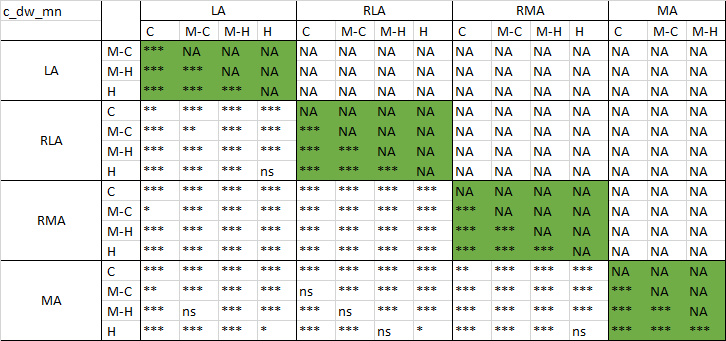 c_dw_mn LA RLA RMA MA
C M-C M-H H C M-C M-H H C M-C M-H H C M-C M-H
LA M-C *** NA NA NA NA NA NA NA NA NA NA NA NA NA NA
M-H *** *** NA NA NA NA NA NA NA NA NA NA NA NA NA
H *** *** *** NA NA NA NA NA NA NA NA NA NA NA NA
RLA C ** *** *** *** NA NA NA NA NA NA NA NA NA NA NA
M-C *** ** *** *** *** NA NA NA NA NA NA NA NA NA NA
M-H *** *** *** *** *** *** NA NA NA NA NA NA NA NA NA
H *** *** *** ns *** *** *** NA NA NA NA NA NA NA NA
RMA C *** *** *** *** *** *** *** *** NA NA NA NA NA NA NA
M-C * *** *** *** *** *** *** *** *** NA NA NA NA NA NA
M-H *** *** *** *** *** *** *** *** *** *** NA NA NA NA NA
H *** *** *** *** *** *** *** *** *** *** *** NA NA NA NA
MA C *** *** *** *** *** *** *** *** ** *** *** *** NA NA NA
M-C ** *** *** *** ns *** *** *** *** *** *** *** *** NA NA
M-H *** ns *** *** *** ns *** *** *** *** *** *** *** *** NA
H *** *** *** * *** *** ns * *** *** *** ns *** *** ***